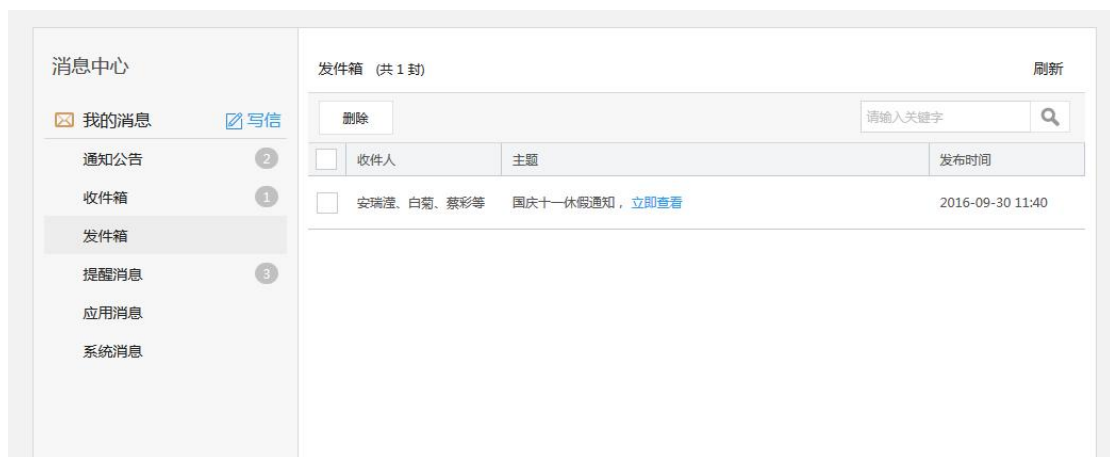 消息中心
我的消息 写信
通知公告 2
收件箱 1
发件箱
提醒消息 3
应用消息
系统消息
发件箱 (共 1 封) 刷新
删除 请输入关键字
收件人 主题 发布时间
安瑞滢、白菊、蔡彩等 国庆十一休假通知，立即查看 2016-09-30 11:40